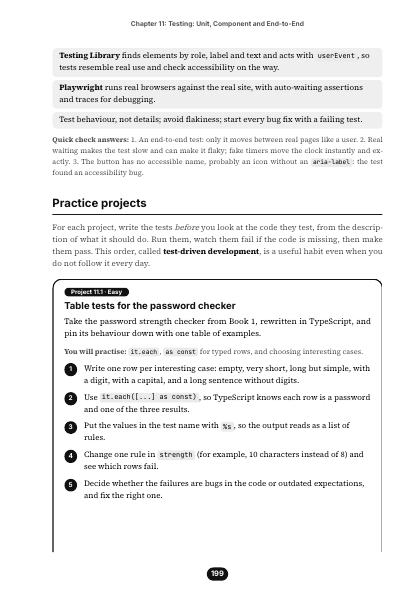 Chapter 11: Testing: Unit, Component and End-to-End
Testing Library finds elements by role, label and text and acts with userEvent, so
tests resemble real use and check accessibility on the way.
Playwright runs real browsers against the real site, with auto-waiting assertions
and traces for debugging.
Test behaviour, not details; avoid flakiness; start every bug fix with a failing test.
Quick check answers: 1. An end-to-end test: only it moves between real pages like a user. 2. Real
waiting makes the test slow and can make it flaky; fake timers move the clock instantly and ex-
actly. 3. The button has no accessible name, probably an icon without an aria-label: the test
found an accessibility bug.
Practice projects
For each project, write the tests before you look at the code they test, from the descrip-
tion of what it should do. Run them, watch them fail if the code is missing, then make
them pass. This order, called test-driven development, is a useful habit even when you
do not follow it every day.
Project 11.1 · Easy
Table tests for the password checker
Take the password strength checker from Book 1, rewritten in TypeScript, and
pin its behaviour down with one table of examples.
You will practise: it.each, as const for typed rows, and choosing interesting cases.
1 Write one row per interesting case: empty, very short, long but simple, with
a digit, with a capital, and a long sentence without digits.
2 Use it.each([...] as const), so TypeScript knows each row is a password
and one of the three results.
3 Put the values in the test name with %s, so the output reads as a list of
rules.
4 Change one rule in strength (for example, 10 characters instead of 8) and
see which rows fail.
5 Decide whether the failures are bugs in the code or outdated expectations,
and fix the right one.
199